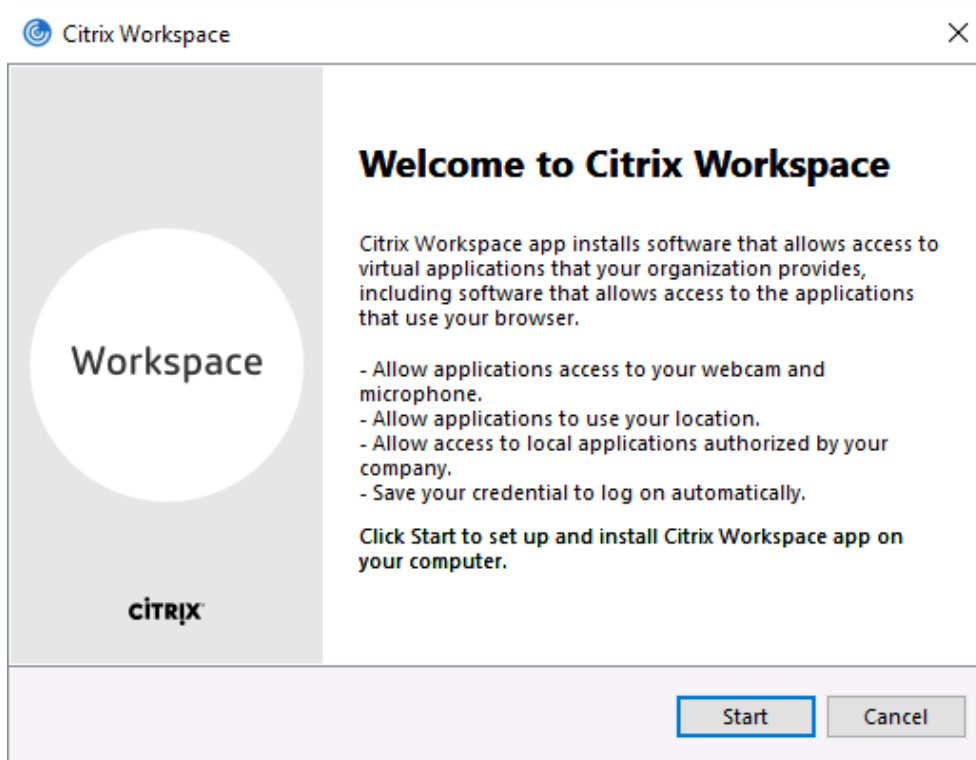 Citrix Workspace
Welcome to Citrix Workspace
Citrix Workspace app installs software that allows access to
virtual applications that your organization provides,
including software that allows access to the applications
that use your browser.
- Allow applications access to your webcam and
microphone.
- Allow applications to use your location.
- Allow access to local applications authorized by your
company.
- Save your credential to log on automatically.
Click Start to set up and install Citrix Workspace app on
your computer.
Workspace
CİTRIX
Start Cancel